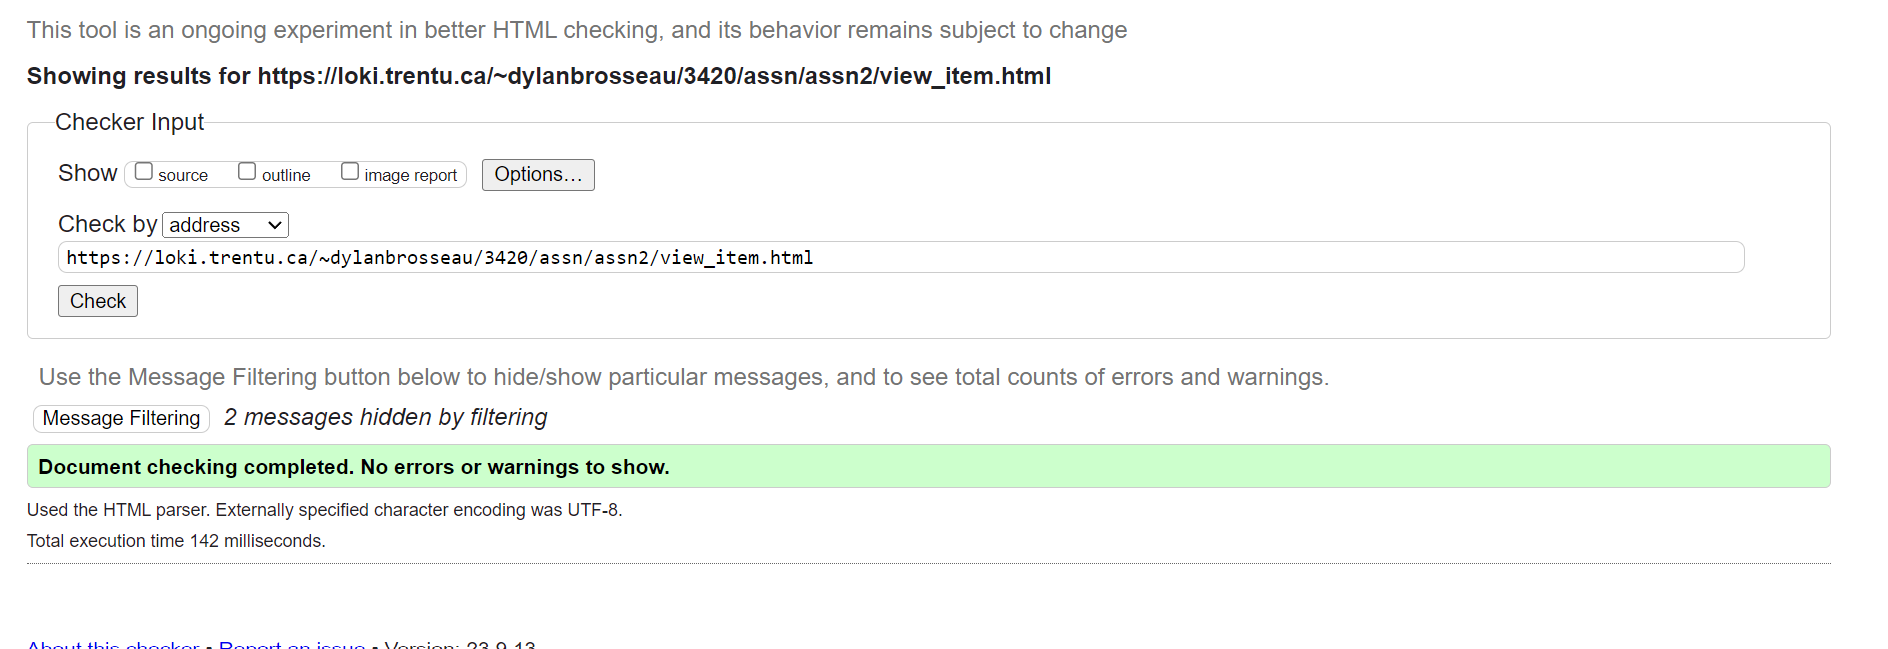 This tool is an ongoing experiment in better HTML checking, and its behavior remains subject to change
Showing results for https://loki.trentu.ca/~dylanbrosseau/3420/assn/assn2/view_item.html
Checker Input
Show source outline image report Options...
Check by address
https://loki.trentu.ca/~dylanbrosseau/3420/assn/assn2/view_item.html
Check
Use the Message Filtering button below to hide/show particular messages, and to see total counts of errors and warnings.
Message Filtering 2 messages hidden by filtering
Document checking completed. No errors or warnings to show.
Used the HTML parser. Externally specified character encoding was UTF-8.
Total execution time 142 milliseconds.
About this checker • Report an issue • Version: 23.9.13